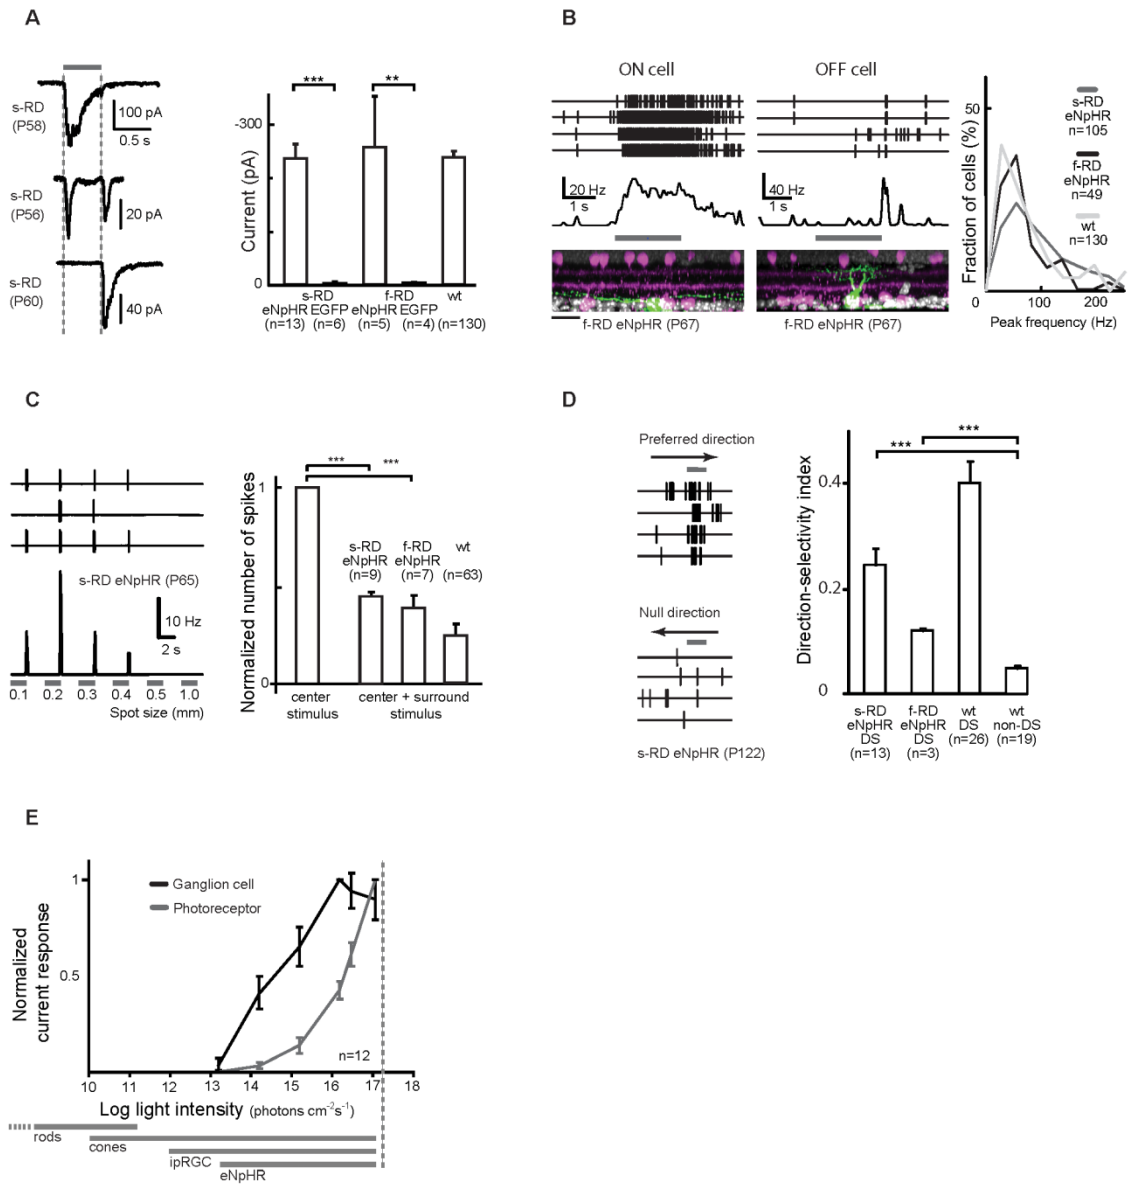 A
s-RD
(P58)
100 pA
0.5 s
s-RD
(P56)
20 pA
s-RD
(P60)
40 pA
Current (pA)
-300
0
***
**
s-RD
f-RD
wt
eNpHR EGFP eNpHR EGFP
(n=13) (n=6) (n=5) (n=4) (n=130)
B
ON cell
OFF cell
20 Hz
1 s
40 Hz
1 s
f-RD eNpHR (P67)
f-RD eNpHR (P67)
Fraction of cells (%)
50
0
100
200
Peak frequency (Hz)
s-RD
eNpHR
n=105
f-RD
eNpHR
n=49
wt
n=130
C
s-RD eNpHR (P65)
10 Hz
2 s
0.1 0.2 0.3 0.4 0.5 1.0
Spot size (mm)
Normalized number of spikes
1
0
***
***
s-RD
eNpHR
(n=9)
f-RD
eNpHR
(n=7)
wt
(n=63)
center
stimulus
center + surround
stimulus
D
Preferred direction
Null direction
s-RD eNpHR (P122)
Direction-selectivity index
0.4
0.2
0
***
***
s-RD
eNpHR
DS
(n=13)
f-RD
eNpHR
DS
(n=3)
wt
DS
(n=26)
wt
non-DS
(n=19)
E
Normalized
current response
1
0.5
Ganglion cell
Photoreceptor
n=12
10 11 12 13 14 15 16 17 18
Log light intensity (photons cm⁻²s⁻¹)
rods
cones
ipRGC
eNpHR